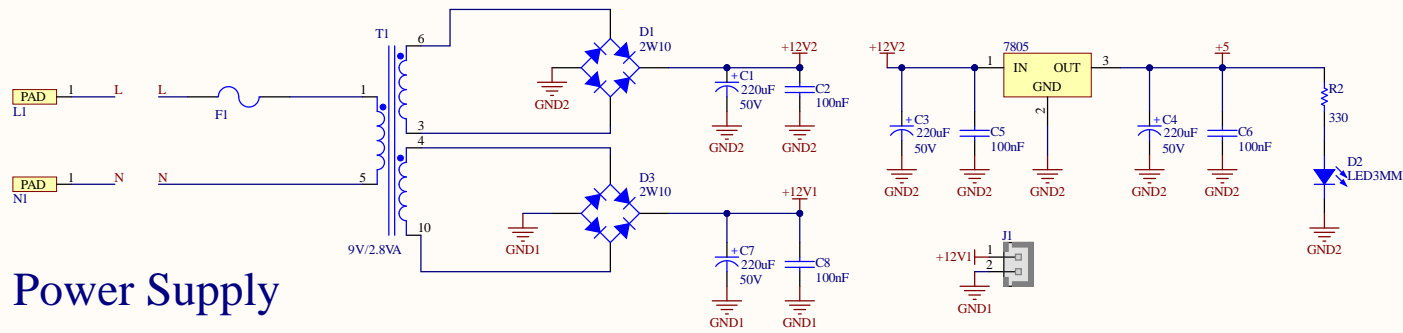 T1
6
D1
2W10
+12V2
+12V2
7805
+5
PAD 1 L
L
1
C1
220uF
50V
C2
100nF
GND2
1 IN OUT 3
GND
2
R2
330
L1
F1
3
4
GND2
GND2
C3
220uF
50V
C5
100nF
C4
220uF
50V
C6
100nF
PAD 1 N
N
5
N1
D3
2W10
+12V1
GND2
GND2
GND2
GND2
GND2
D2
LED3MM
10
GND1
9V/2.8VA
C7
220uF
50V
C8
100nF
J1
+12V1 1
2
GND2
GND1
Power Supply
GND1
GND1